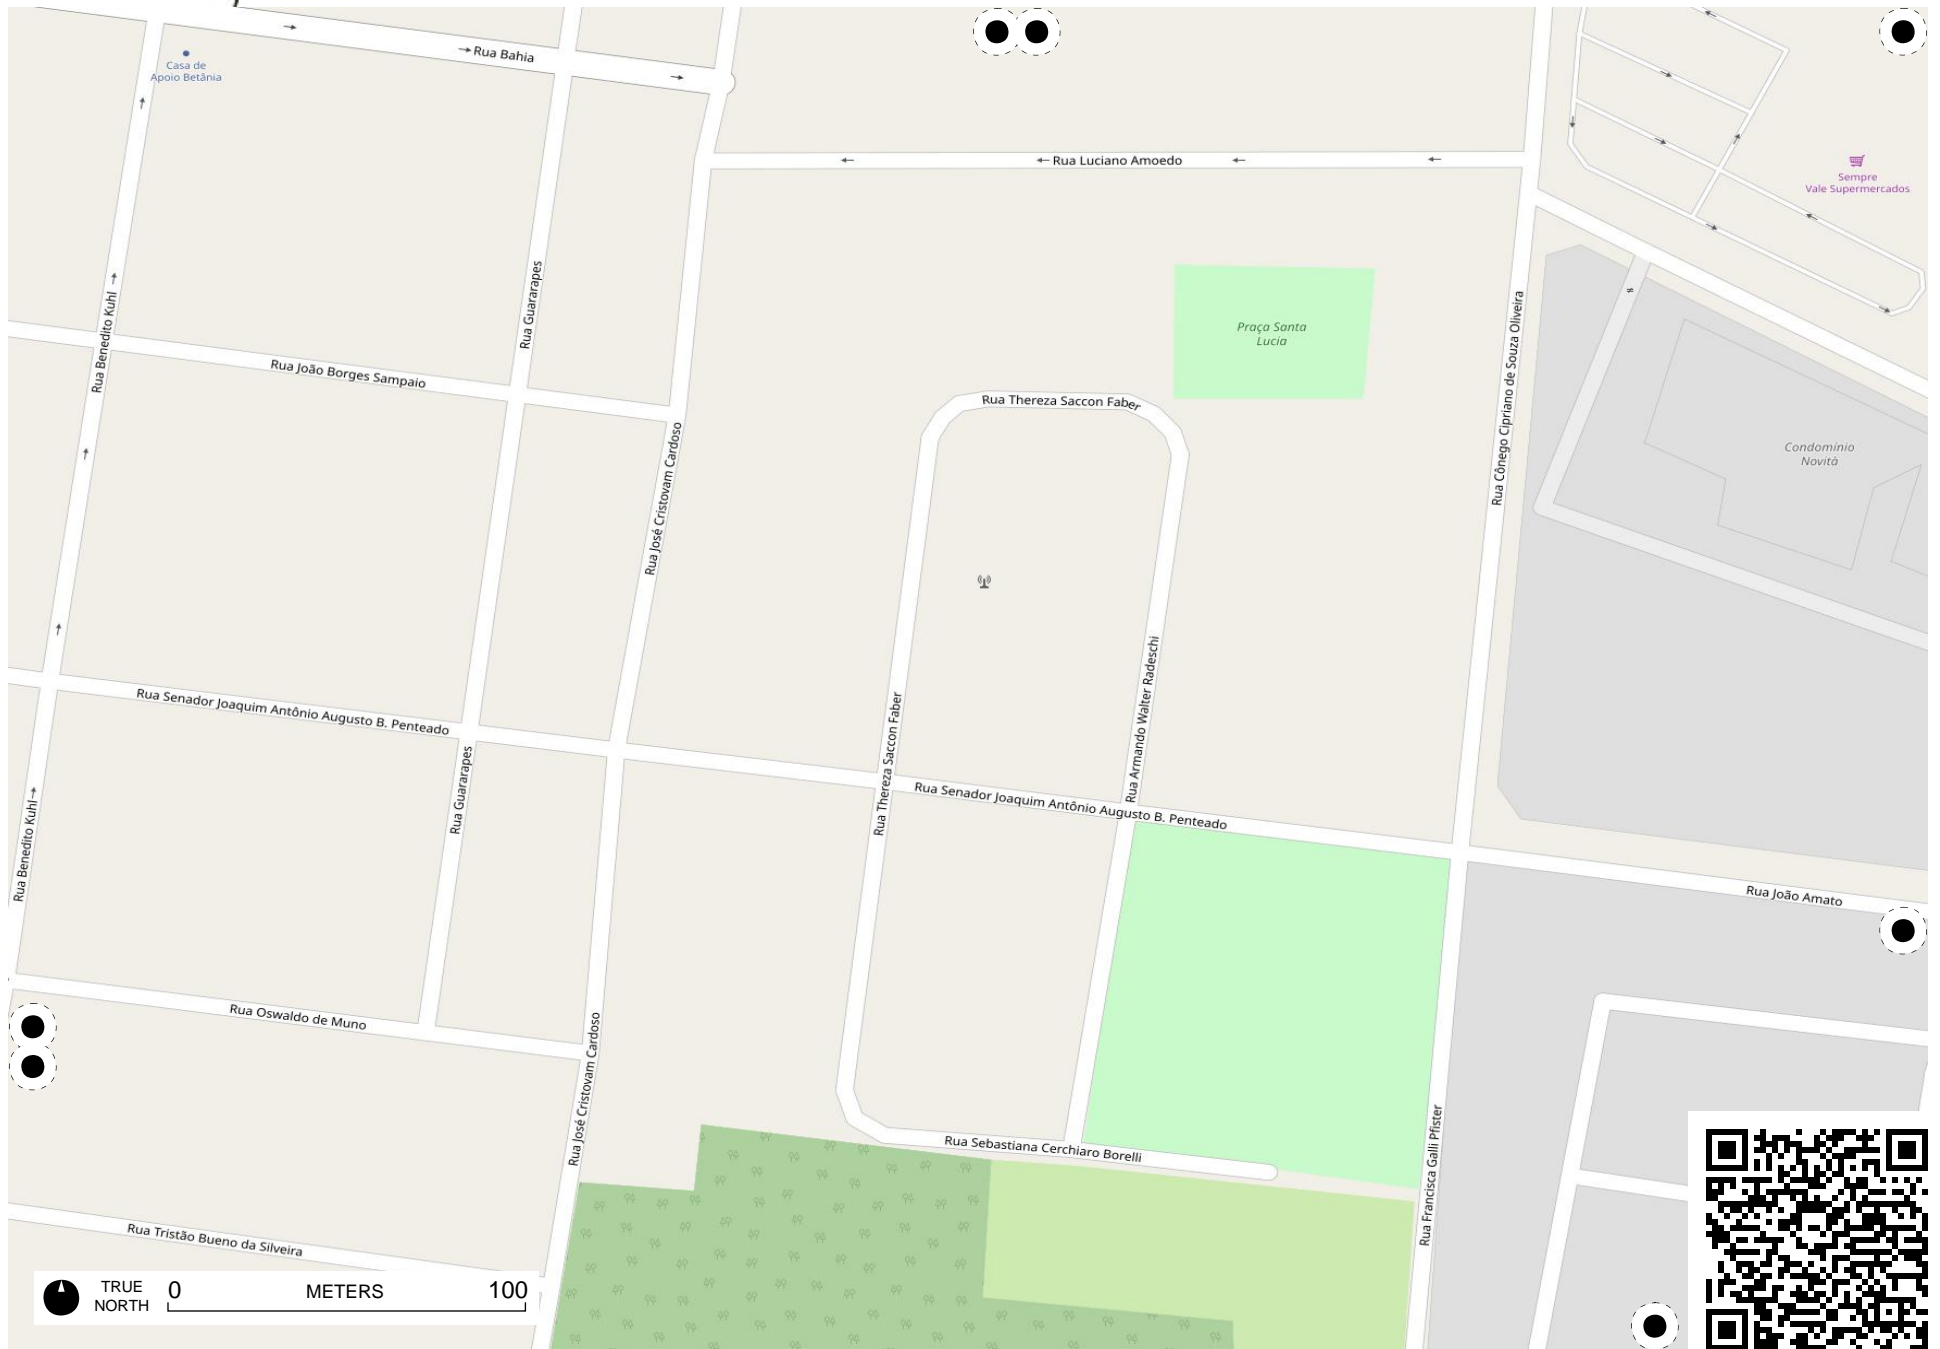 Rua Bahia
Casa de
Apoio Betânia
Rua Luciano Amoedo
Sempre
Vale Supermercados
Rua Benedito Kuhl
Rua Guararapes
Rua Cônego Cipriano de Souza Oliveira
Praça Santa
Lucia
Rua João Borges Sampaio
Rua Thereza Saccon Faber
Rua José Cristovam Cardoso
Condomínio
Novità
Rua Armando Walter Radeschi
Rua Senador Joaquim Antônio Augusto B. Penteado
Rua Thereza Saccon Faber
Rua Senador Joaquim Antônio Augusto B. Penteado
Rua Guararapes
Rua Benedito Kuhl
Rua João Amato
Rua Oswaldo de Muno
Rua José Cristovam Cardoso
Rua Sebastiana Cerchiaro Borelli
Rua Francisca Galli Pfister
Rua Tristão Bueno da Silveira
TRUE
NORTH
0 METERS 100